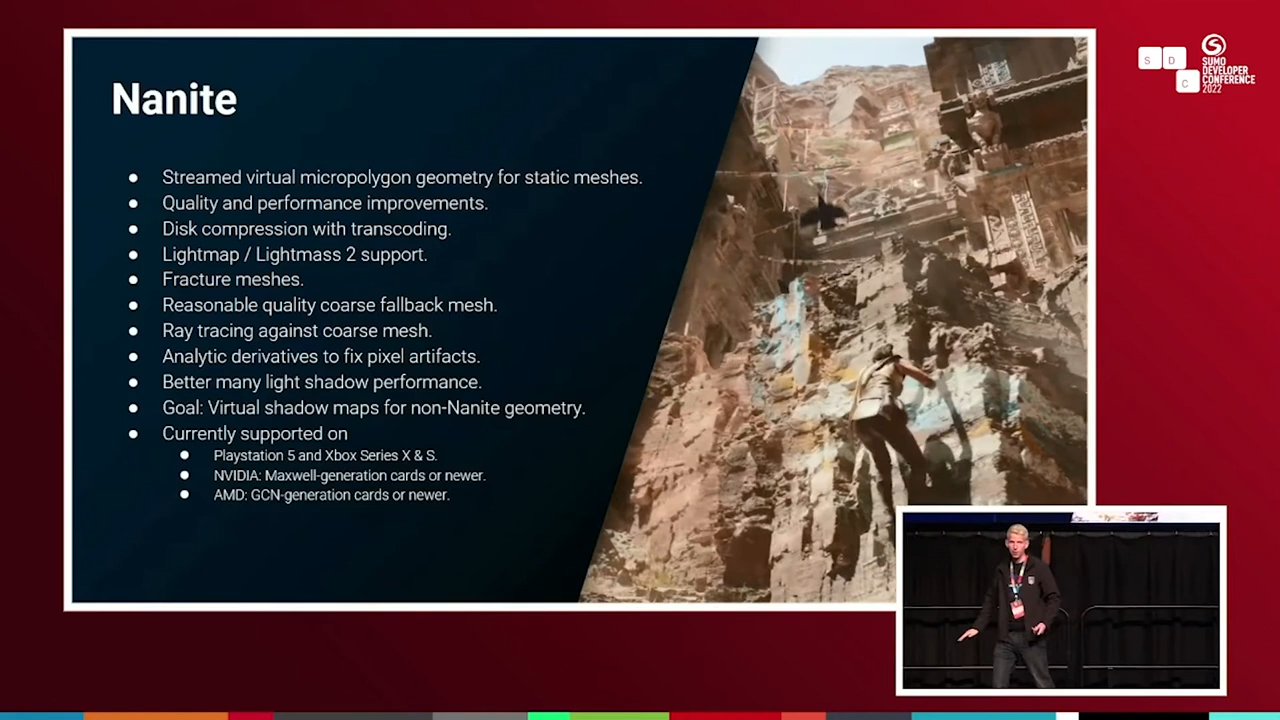 Nanite
● Streamed virtual micropolygon geometry for static meshes.
● Quality and performance improvements.
● Disk compression with transcoding.
● Lightmap / Lightmass 2 support.
● Fracture meshes.
● Reasonable quality coarse fallback mesh.
● Ray tracing against coarse mesh.
● Analytic derivatives to fix pixel artifacts.
● Better many light shadow performance.
● Goal: Virtual shadow maps for non-Nanite geometry.
● Currently supported on
● Playstation 5 and Xbox Series X & S.
● NVIDIA: Maxwell-generation cards or newer.
● AMD: GCN-generation cards or newer.
S D
C
S
SUMO
DEVELOPER
CONFERENCE
2022